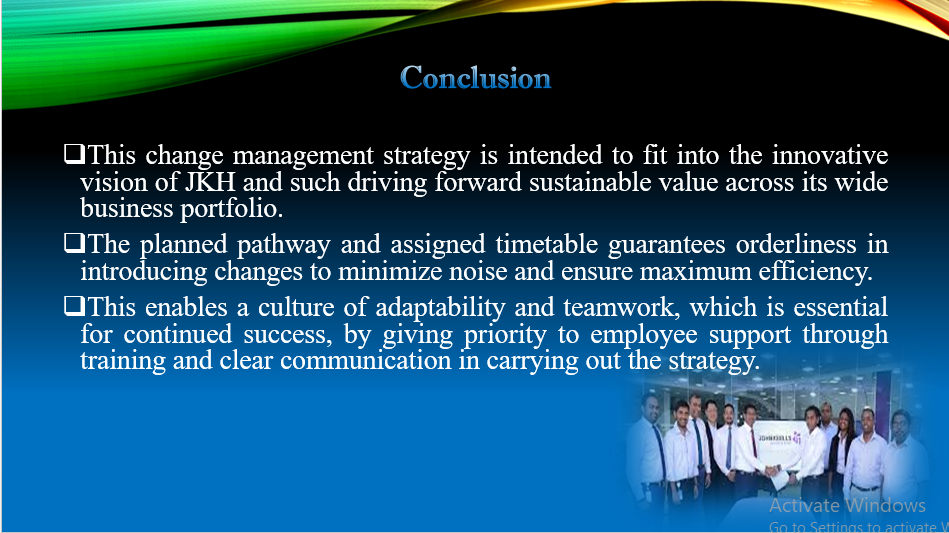 Conclusion
❑This change management strategy is intended to fit into the innovative
vision of JKH and such driving forward sustainable value across its wide
business portfolio.
❑The planned pathway and assigned timetable guarantees orderliness in
introducing changes to minimize noise and ensure maximum efficiency.
❑This enables a culture of adaptability and teamwork, which is essential
for continued success, by giving priority to employee support through
training and clear communication in carrying out the strategy.
Activate Windows
Go to Settings to activate W